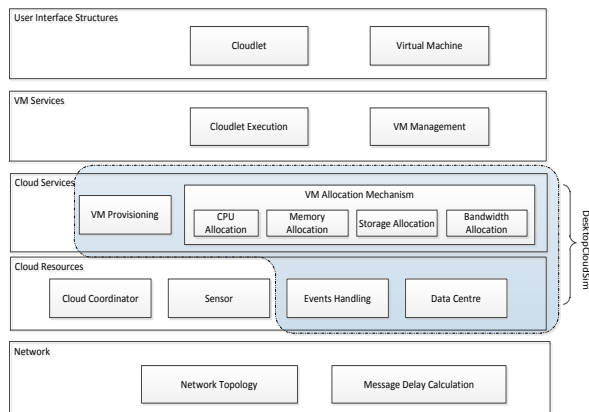 User Interface Structures
Cloudlet
Virtual Machine
VM Services
Cloudlet Execution
VM Management
Cloud Services
VM Provisioning
VM Allocation Mechanism
CPU
Allocation
Memory
Allocation
Storage Allocation
Bandwidth
Allocation
DesktopCloudSim
Cloud Resources
Cloud Coordinator
Sensor
Events Handling
Data Centre
Network
Network Topology
Message Delay Calculation